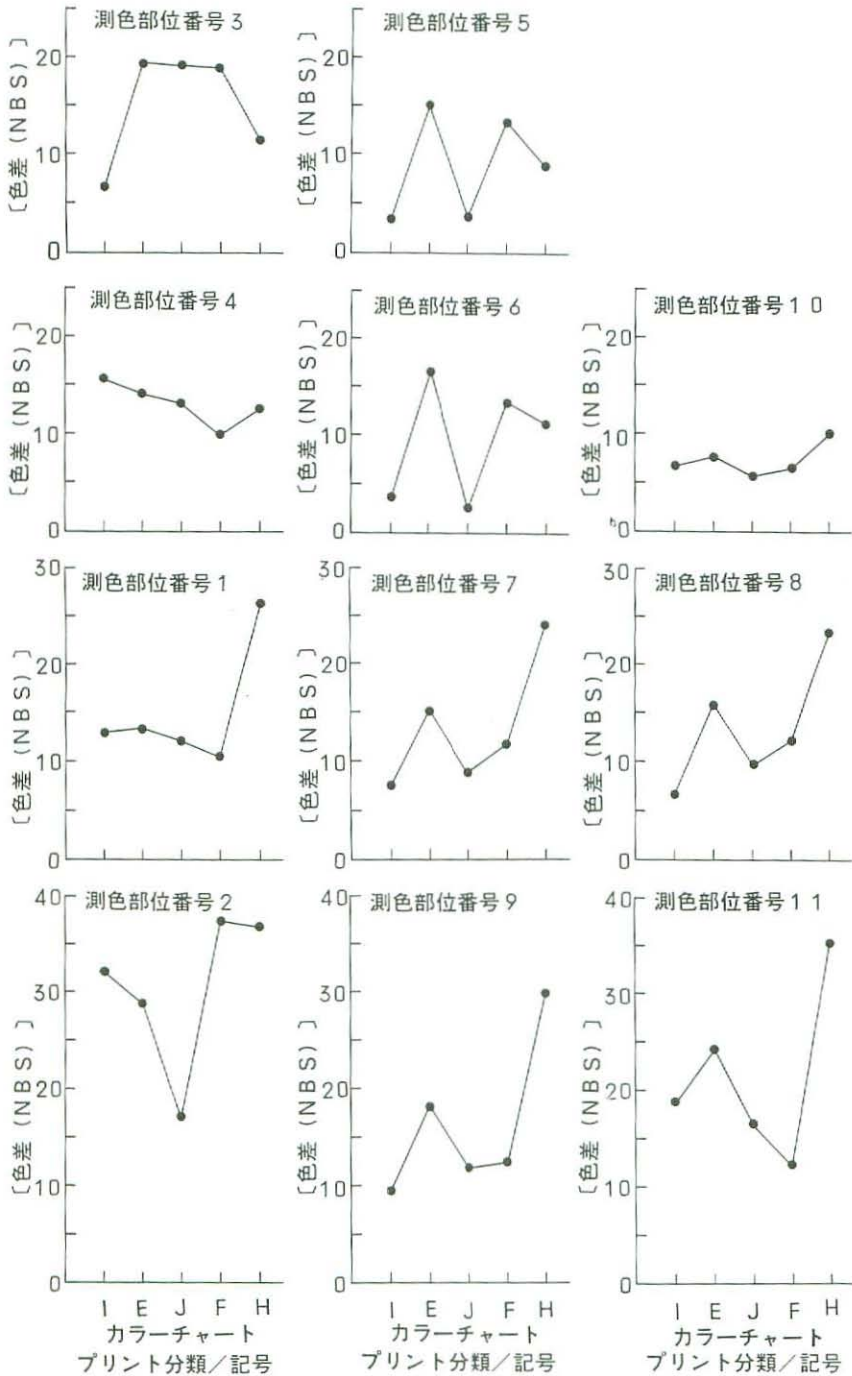 測色部位番号3
〔色差(NBS)〕
20
10
0
測色部位番号5
〔色差(NBS)〕
20
10
0
測色部位番号4
〔色差(NBS)〕
20
10
0
測色部位番号6
〔色差(NBS)〕
20
10
0
測色部位番号10
〔色差(NBS)〕
20
10
0
測色部位番号1
〔色差(NBS)〕
30
20
10
0
測色部位番号7
〔色差(NBS)〕
30
20
10
0
測色部位番号8
〔色差(NBS)〕
30
20
10
0
測色部位番号2
〔色差(NBS)〕
40
30
20
10
0
I E J F H
カラーチャート
プリント分類/記号
測色部位番号9
〔色差(NBS)〕
40
30
20
10
0
I E J F H
カラーチャート
プリント分類/記号
測色部位番号11
〔色差(NBS)〕
40
30
20
10
0
I E J F H
カラーチャート
プリント分類/記号